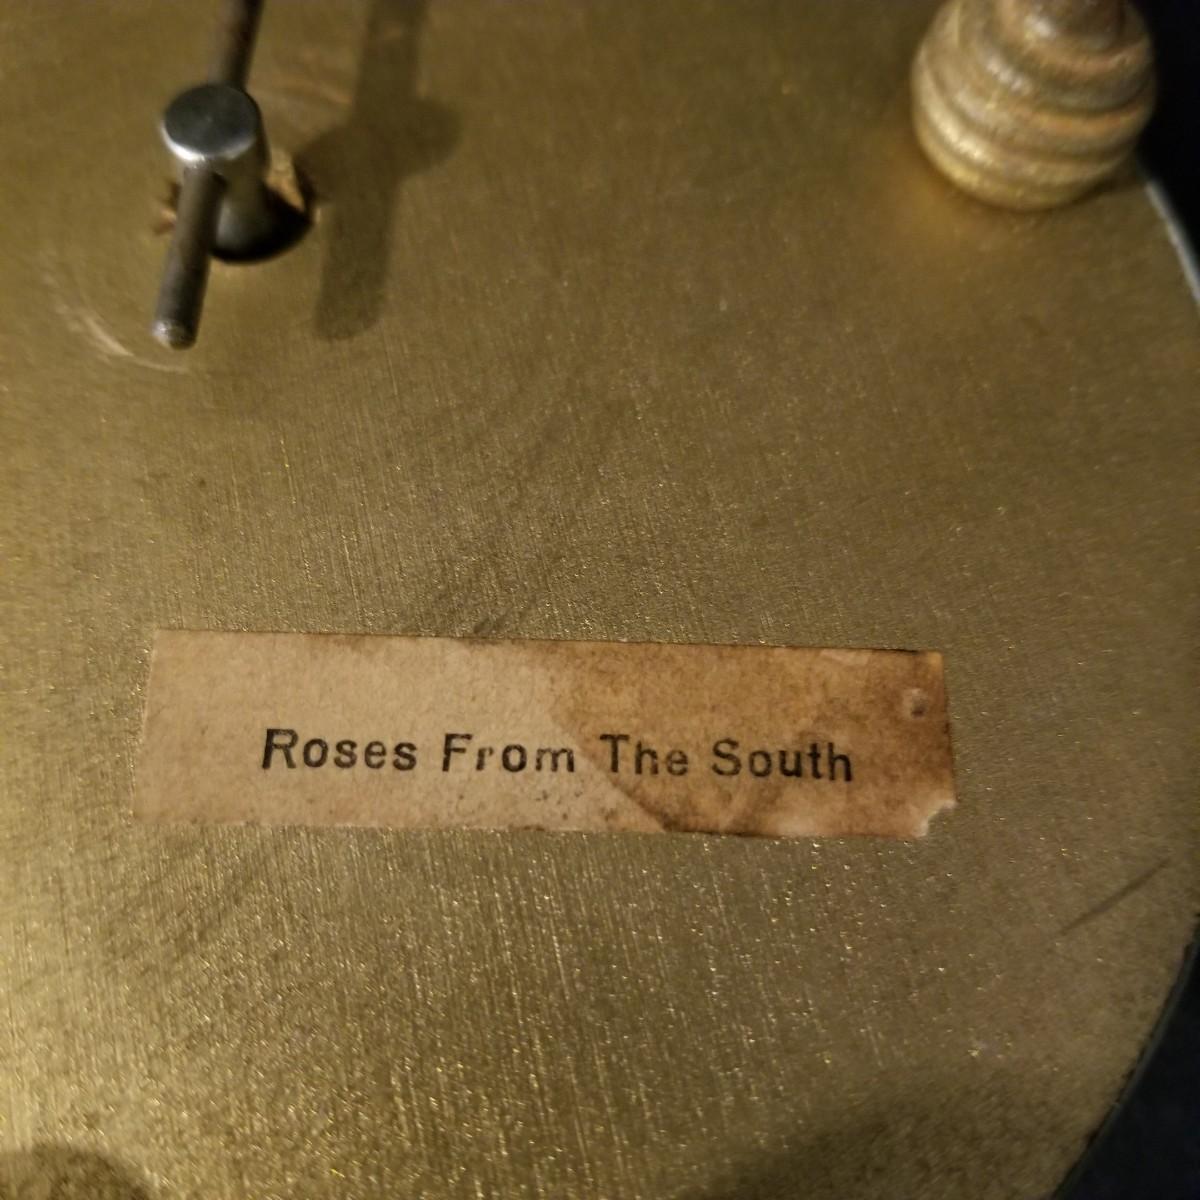 Roses From The South